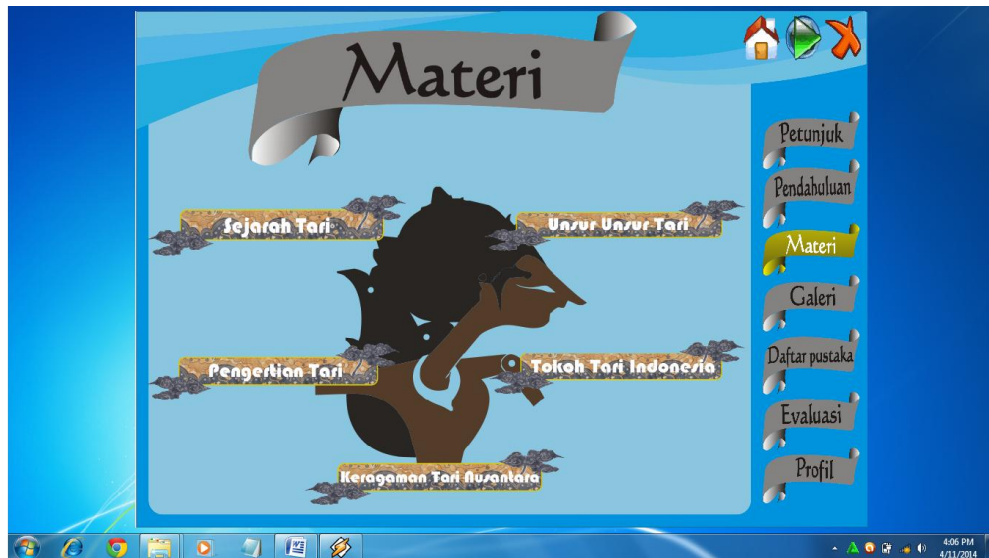 Materi
Petunjuk
Pendahuluan
Materi
Galeri
Daftar pustaka
Evaluasi
Profil
Sejarah Tari
Unsur Unsur Tari
Pengertian Tari
Tokoh Tari Indonesia
Keragaman Tari Nusantara
4:06 PM
4/11/2014